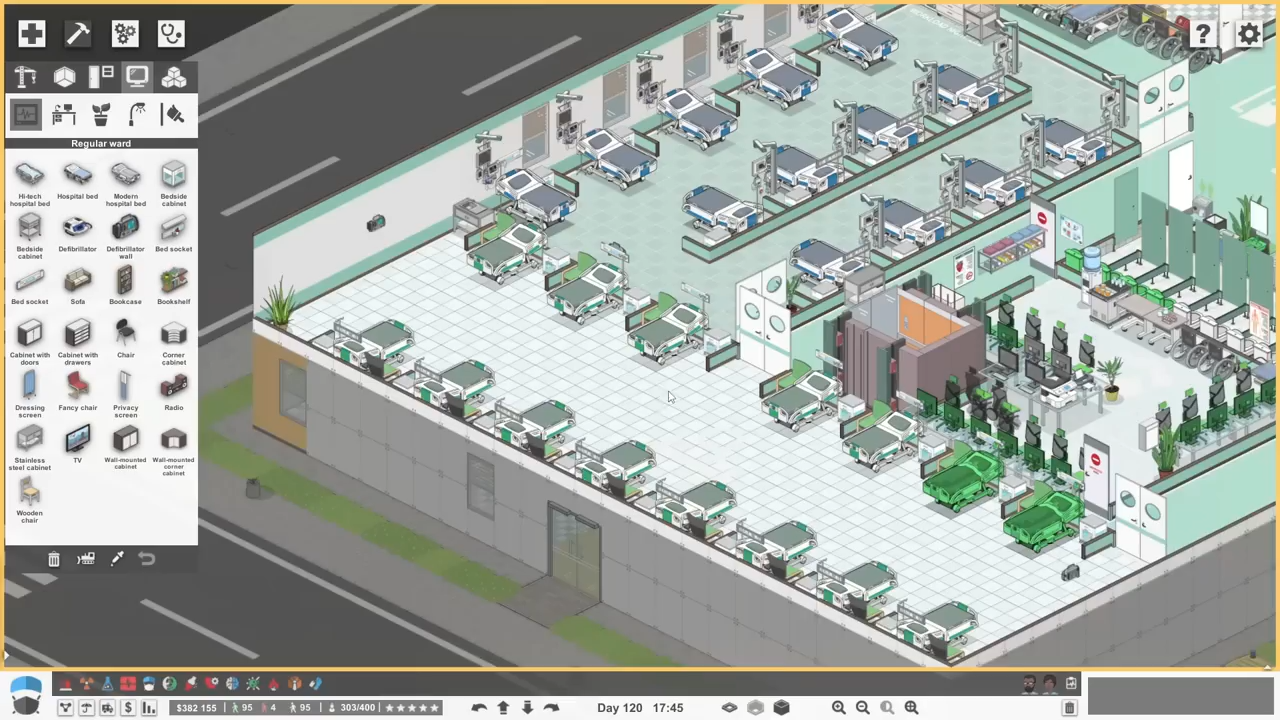 ?
Regular ward
Hi-tech hospital bed
Hospital bed
Modern hospital bed
Bedside cabinet
Bedside cabinet
Defibrillator
Defibrillator wall
Bed socket
Bed socket
Sofa
Bookcase
Bookshelf
Cabinet with doors
Cabinet with drawers
Chair
Corner cabinet
Dressing screen
Fancy chair
Privacy screen
Radio
Stainless steel cabinet
TV
Wall-mounted cabinet
Wall-mounted corner cabinet
Wooden chair
$382 155
95
4
95
303/400
Day 120 17:45